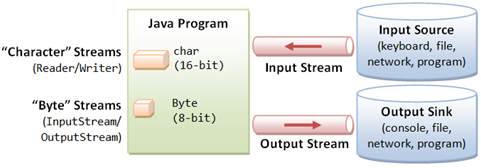 Java Program
"Character" Streams
(Reader/Writer)
char
(16-bit)
"Byte" Streams
(InputStream/
OutputStream)
Byte
(8-bit)
Input Stream
Input Source
(keyboard, file,
network, program)
Output Stream
Output Sink
(console, file,
network, program)